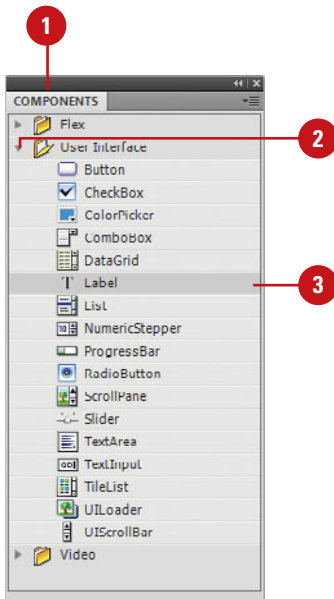 1
COMPONENTS
Flex
2
User Interface
Button
CheckBox
ColorPicker
ComboBox
DataGrid
T Label
3
List
NumericStepper
ProgressBar
RadioButton
ScrollPane
Slider
TextArea
TextInput
TileList
UILoader
UIScrollBar
Video